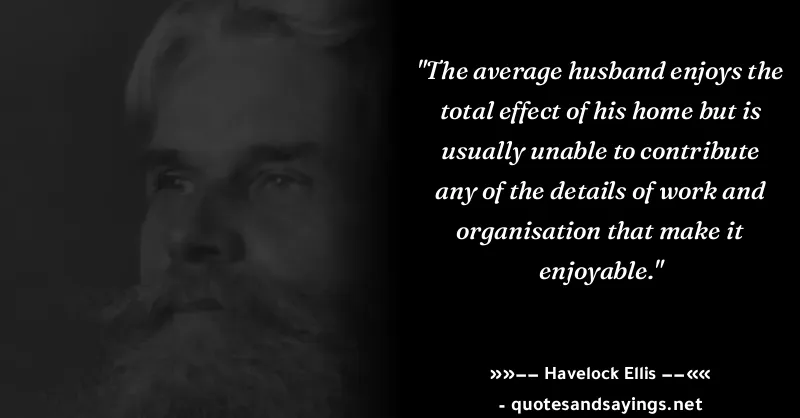 "The average husband enjoys the
total effect of his home but is
usually unable to contribute
any of the details of work and
organisation that make it
enjoyable."
»»−− Havelock Ellis −−««
- quotesandsayings.net